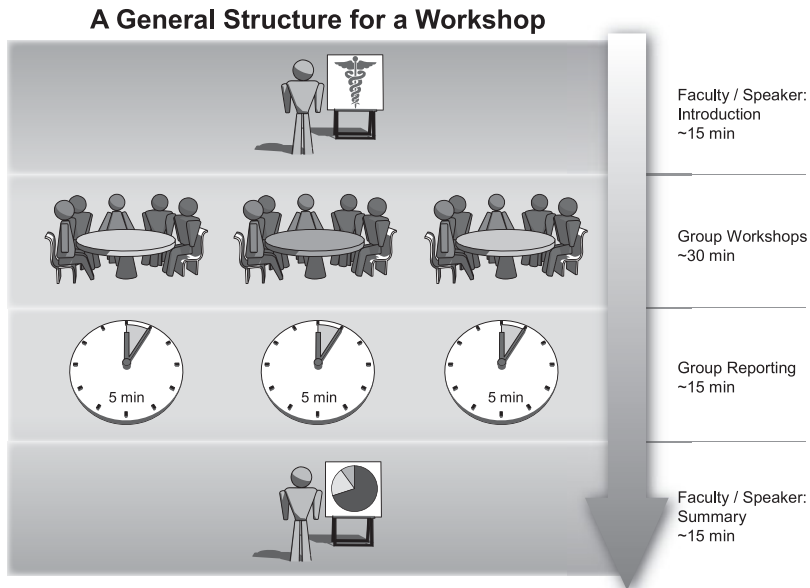 A General Structure for a Workshop
Faculty / Speaker:
Introduction
~15 min
Group Workshops
~30 min
5 min
5 min
5 min
Group Reporting
~15 min
Faculty / Speaker:
Summary
~15 min